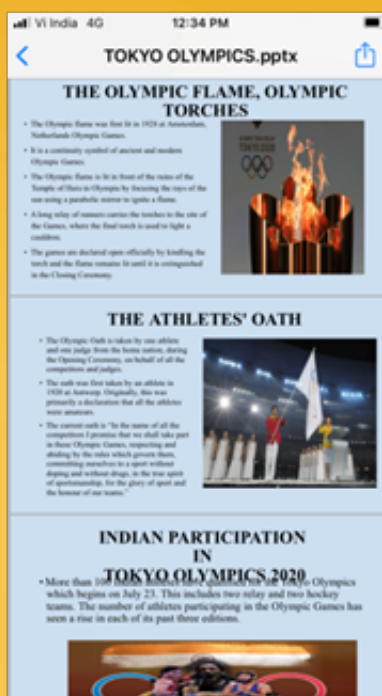 Vi India 4G 12:34 PM
TOKYO OLYMPICS.pptx
THE OLYMPIC FLAME, OLYMPIC
TORCHES
• The Olympic flame was first lit in 1928 at Amsterdam,
Netherlands Olympic Games.
• It is a continuity symbol of ancient and modern
Olympic Games.
• The Olympic flame is lit in front of the ruins of the
Temple of Hera in Olympia by focusing the rays of the
sun using a parabolic mirror to ignite a flame.
• A long relay of runners carries the torches to the site of
the Games, where the final torch is used to light a
cauldron.
• The games are declared open officially by kindling the
torch and the flame remains lit until it is extinguished
in the Closing Ceremony.
TOKYO 2020
THE ATHLETES' OATH
• The Olympic Oath is taken by one athlete
and one judge from the home nation, during
the Opening Ceremony, on behalf of all the
competitors and judges.
• The oath was first taken by an athlete in
1920 at Antwerp. Originally, this was
primarily a declaration that all the athletes
were amateurs.
• The current oath is "In the name of all the
competitors I promise that we shall take part
in these Olympic Games, respecting and
abiding by the rules which govern them,
committing ourselves to a sport without
doping and without drugs, in the true spirit
of sportsmanship, for the glory of sport and
the honour of our teams."
INDIAN PARTICIPATION
IN
TOKYO OLYMPICS 2020
• More than 100 Indian athletes have qualified for the Tokyo Olympics
which begins on July 23. This includes two relay and two hockey
teams. The number of athletes participating in the Olympic Games has
seen a rise in each of its past three editions.